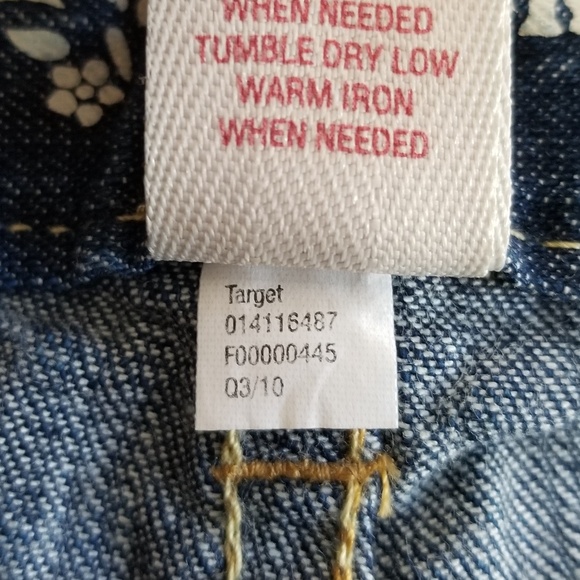 WHEN NEEDED
TUMBLE DRY LOW
WARM IRON
WHEN NEEDED
Target
014116487
F00000445
Q3/10